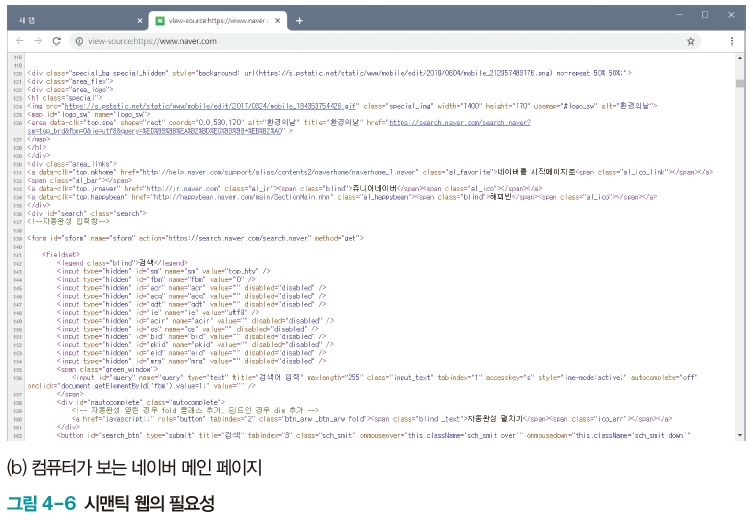 새 탭
view-source:https://www.naver.com
view-source:https://www.naver.com
118
119
120 <div class="special_bg special_hidden" style="background: url(https://s.pstatic.net/static/www/mobile/edit/2019/0604/mobile_212957483176.png) no-repeat 50% 50%;">
121 <div class="area_flex">
122 <div class="area_logo">
123 <h1 class="special">
124 <img src="https://s.pstatic.net/static/www/mobile/edit/2017/0824/mobile_184353754426.gif" class="special_img" width="1400" height="170" usemap="#logo_sw" alt="환경의날">
125 <map id="logo_sw" name="logo_sw">
126 <area data-clk="top.spe" shape="rect" coords="0,0,530,170" alt="환경의날" title="환경의날" href="https://search.naver.com/search.naver?
sm=top_brd&fbm=0&ie=utf8&query=
127 </map>
128 </h1>
129 </div>
130 <div class="area_links">
131 <a data-clk="top.mkhome" href="http://help.naver.com/support/alias/contents2/naverhome/naverhome_1.naver" class="al_favorite">네이버를 시작페이지로<span class="al_ico_link"></span></a>
132 <span class="al_bar"></span>
133 <a data-clk="top.jrnaver" href="http://jr.naver.com" class="al_jr"><span class="blind">쥬니어네이버</span><span class="al_ico"></span></a>
134 <a data-clk="top.happybean" href="http://happybean.naver.com/main/SectionMain.nhn" class="al_happybean"><span class="blind">해피빈</span><span class="al_ico"></span></a>
135 </div>
136 <div id="search" class="search">
137 <!--자동완성 입력창-->
138
139 <form id="sform" name="sform" action="https://search.naver.com/search.naver" method="get">
140
141 <fieldset>
142 <legend class="blind">검색</legend>
143 <input type="hidden" id="sm" name="sm" value="top_hty" />
144 <input type="hidden" id="fbm" name="fbm" value="0" />
145 <input type="hidden" id="acr" name="acr" value="" disabled="disabled" />
146 <input type="hidden" id="acq" name="acq" value="" disabled="disabled" />
147 <input type="hidden" id="qdt" name="qdt" value="" disabled="disabled" />
148 <input type="hidden" id="ie" name="ie" value="utf8" />
149 <input type="hidden" id="acir" name="acir" value="" disabled="disabled" />
150 <input type="hidden" id="os" name="os" value="" disabled="disabled" />
151 <input type="hidden" id="bid" name="bid" value="" disabled="disabled" />
152 <input type="hidden" id="pkid" name="pkid" value="" disabled="disabled" />
153 <input type="hidden" id="eid" name="eid" value="" disabled="disabled" />
154 <input type="hidden" id="mra" name="mra" value="" disabled="disabled" />
155 <span class="green_window">
156 <input id="query" name="query" type="text" title="검색어 입력" maxlength="255" class="input_text" tabindex="1" accesskey="s" style="ime-mode:active;" autocomplete="off"
onclick="document.getElementById('fbm').value=1;" value="" />
157 </span>
158 <div id="nautocomplete" class="autocomplete">
159 <!-- 자동완성 열린 경우 fold 클래스 추가, 딤드인 경우 dim 추가 -->
160 <a href="javascript:;" role="button" tabindex="2" class="btn_arw _btn_arw fold"><span class="blind _text">자동완성 펼치기</span><span class="ico_arr"></span></a>
161 </div>
162 <button id="search_btn" type="submit" title="검색" tabindex="3" class="sch_smit" onmouseover="this.className='sch_smit over'" onmousedown="this.className='sch_smit down'"
(b) 컴퓨터가 보는 네이버 메인 페이지
그림 4-6 시맨틱 웹의 필요성